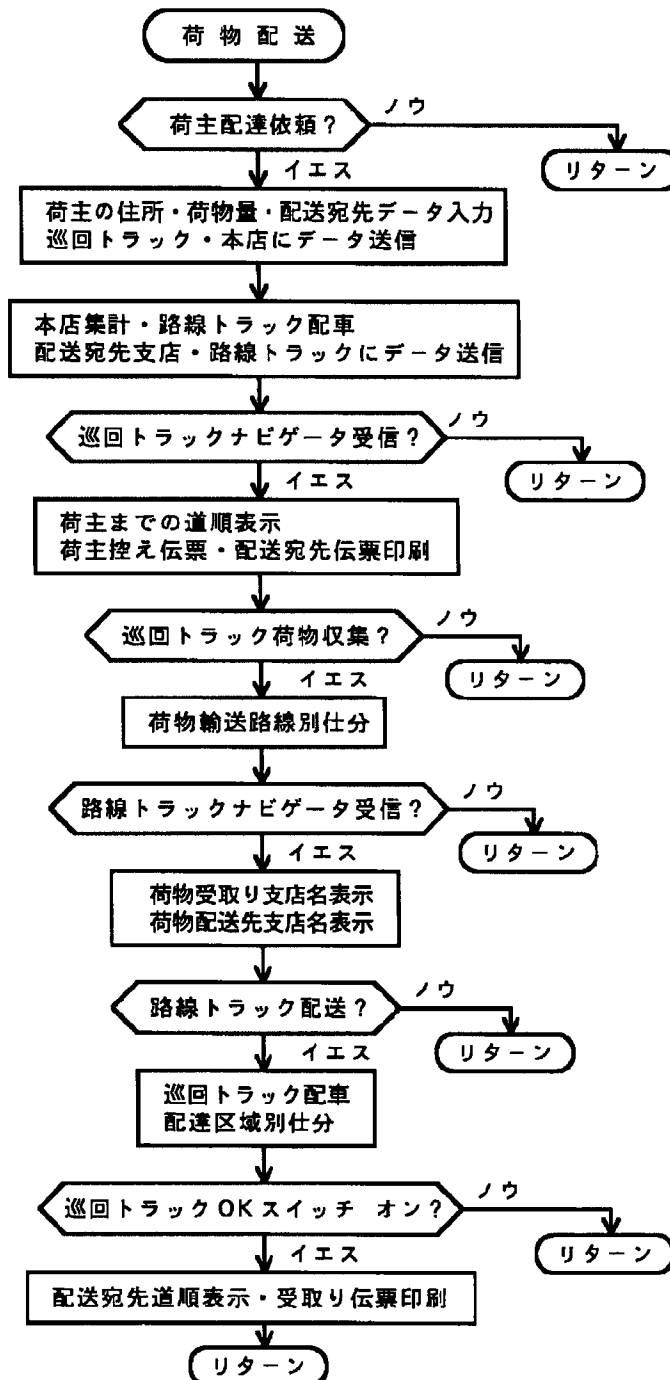 荷物配送
荷主配達依頼？
ノウ
リターン
イエス
荷主の住所・荷物量・配送宛先データ入力
巡回トラック・本店にデータ送信
本店集計・路線トラック配車
配送宛先支店・路線トラックにデータ送信
巡回トラックナビゲータ受信？
ノウ
リターン
イエス
荷主までの道順表示
荷主控え伝票・配送宛先伝票印刷
巡回トラック荷物収集？
ノウ
リターン
イエス
荷物輸送路線別仕分
路線トラックナビゲータ受信？
ノウ
リターン
イエス
荷物受取り支店名表示
荷物配送先支店名表示
路線トラック配送？
ノウ
リターン
イエス
巡回トラック配車
配達区域別仕分
巡回トラックOKスイッチ オン？
ノウ
リターン
イエス
配送宛先道順表示・受取り伝票印刷
リターン